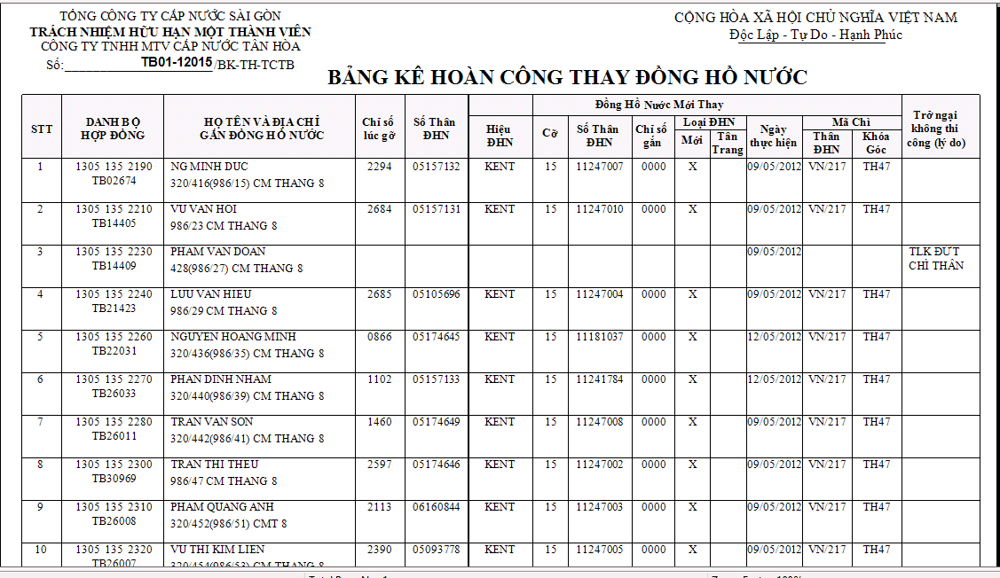 TỔNG CÔNG TY CẤP NƯỚC SÀI GÒN
TRÁCH NHIỆM HỮU HẠN MỘT THÀNH VIÊN
CÔNG TY TNHH MTV CẤP NƯỚC TÂN HÒA
Số: TB01-12015 /BK-TH-TCTB
CỘNG HÒA XÃ HỘI CHỦ NGHĨA VIỆT NAM
Độc Lập - Tự Do - Hạnh Phúc
BẢNG KÊ HOÀN CÔNG THAY ĐỒNG HỒ NƯỚC
STT
DANH BỘ
HỢP ĐỒNG
HỌ TÊN VÀ ĐỊA CHỈ
GẮN ĐỒNG HỒ NƯỚC
Chỉ số
lúc gỡ
Số Thân
ĐHN
Đồng Hồ Nước Mới Thay
Hiệu
ĐHN
Cỡ
Số Thân
ĐHN
Chỉ số
gắn
Loại ĐHN
Mới
Tân
Trang
Ngày
thực hiện
Mã Chì
Thân
ĐHN
Khóa
Góc
Trở ngại
không thi
công (lý do)
1 1305 135 2190 NG MINH DUC 2294 05157132 KENT 15 11247007 0000 X 09/05/2012 VN/217 TH47
TB02674 320/416(986/15) CM THANG 8
2 1305 135 2210 VU VAN HOI 2684 05157131 KENT 15 11247010 0000 X 09/05/2012 VN/217 TH47
TB14405 986/23 CM THANG 8
3 1305 135 2230 PHAM VAN DOAN 09/05/2012 TLK ĐỨT
TB14409 428(986/27) CM THANG 8 CHÌ THÂN
4 1305 135 2240 LUU VAN HIEU 2685 05105696 KENT 15 11247004 0000 X 09/05/2012 VN/217 TH47
TB21423 986/29 CM THANG 8
5 1305 135 2260 NGUYEN HOANG MINH 0866 05174645 KENT 15 11181037 0000 X 12/05/2012 VN/217 TH47
TB22031 320/436(986/35) CM THANG 8
6 1305 135 2270 PHAN DINH NHAM 1102 05157133 KENT 15 11241784 0000 X 12/05/2012 VN/217 TH47
TB26033 320/440(986/39) CM THANG 8
7 1305 135 2280 TRAN VAN SON 1460 05174649 KENT 15 11247008 0000 X 09/05/2012 VN/217 TH47
TB26011 320/442(986/41) CM THANG 8
8 1305 135 2300 TRAN THI THEU 2597 05174646 KENT 15 11247002 0000 X 09/05/2012 VN/217 TH47
TB30969 986/47 CM THANG 8
9 1305 135 2310 PHAM QUANG ANH 2113 06160844 KENT 15 11247003 0000 X 09/05/2012 VN/217 TH47
TB26008 320/452(986/51) CMT 8
10 1305 135 2320 VU THI KIM LIEN 2390 05093778 KENT 15 11247005 0000 X 09/05/2012 VN/217 TH47
TB26007 320/454(986/53) CM THANG 8